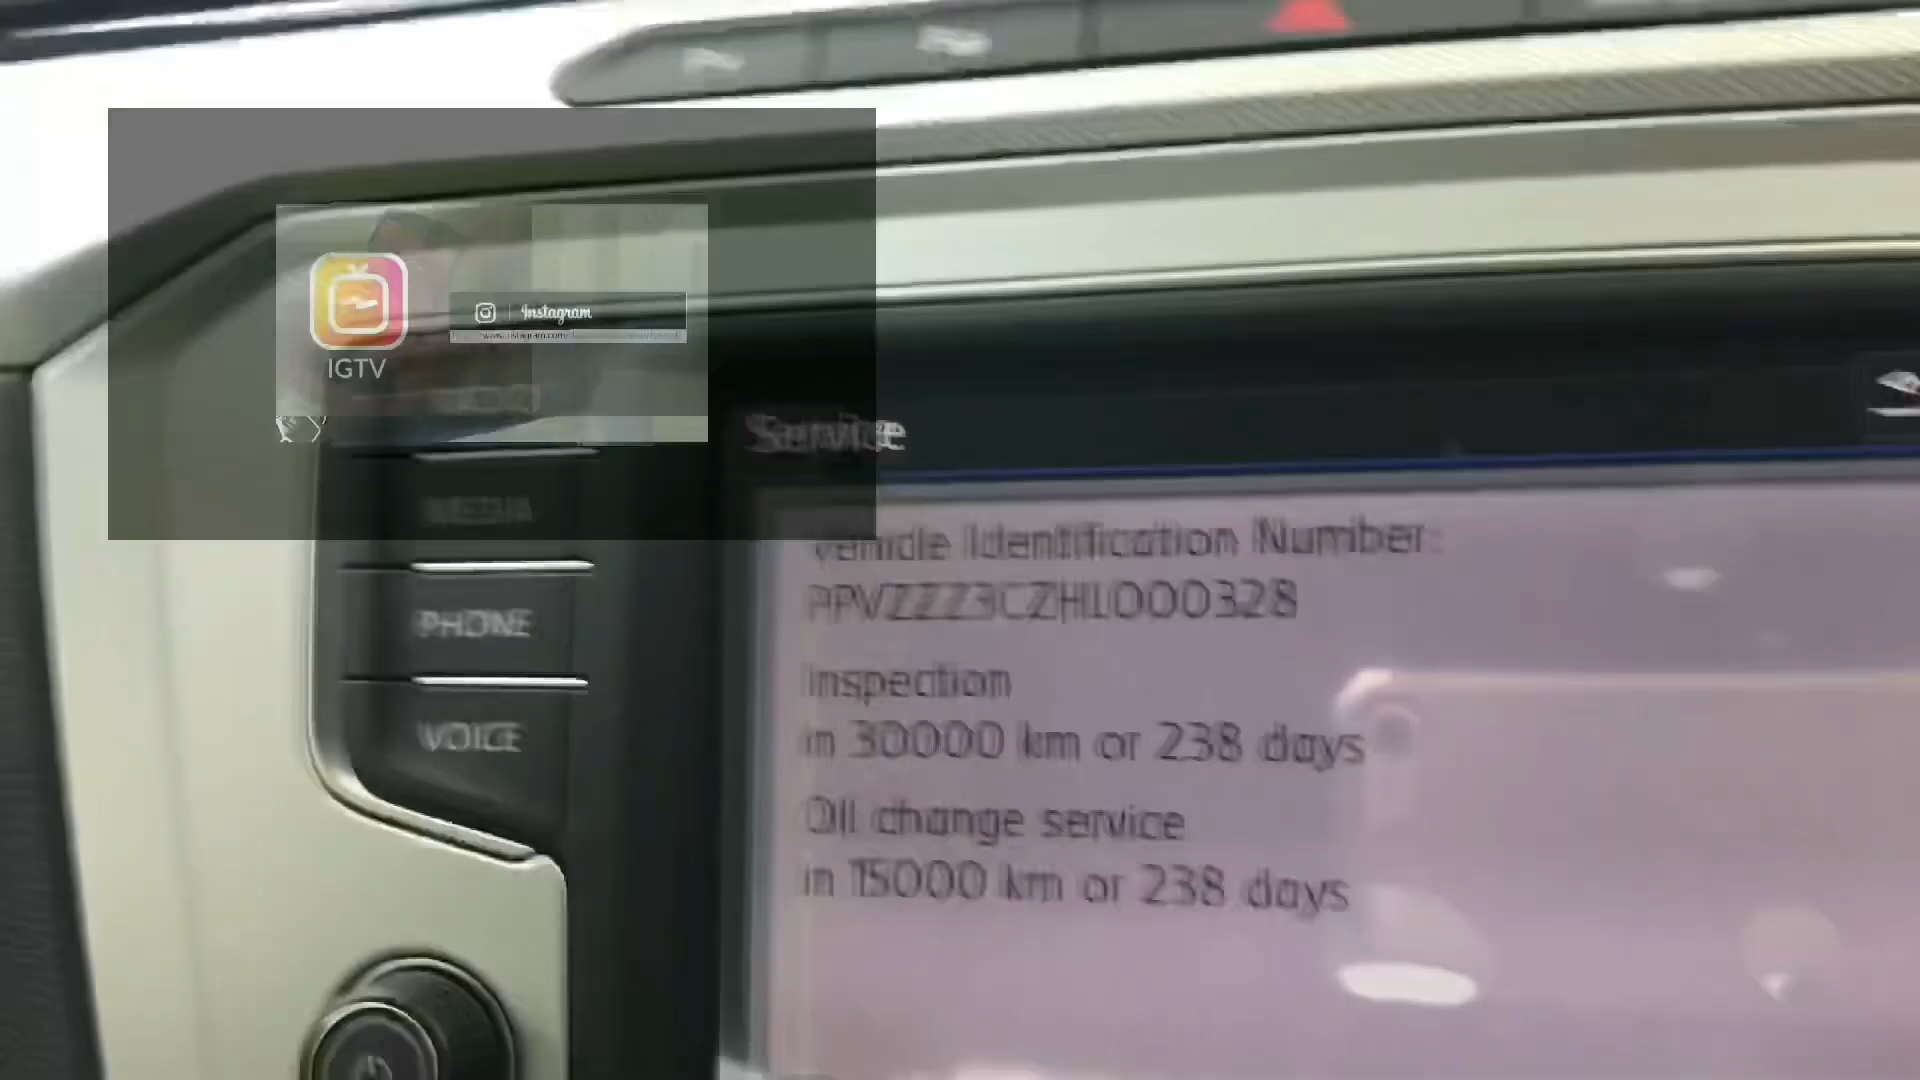 IGTV
Instagram
MEDIA
PHONE
VOICE
Service
Vehicle Identification Number:
PPVZZZ3CZHL000328
Inspection
in 30000 km or 238 days
Oil change service
in 15000 km or 238 days